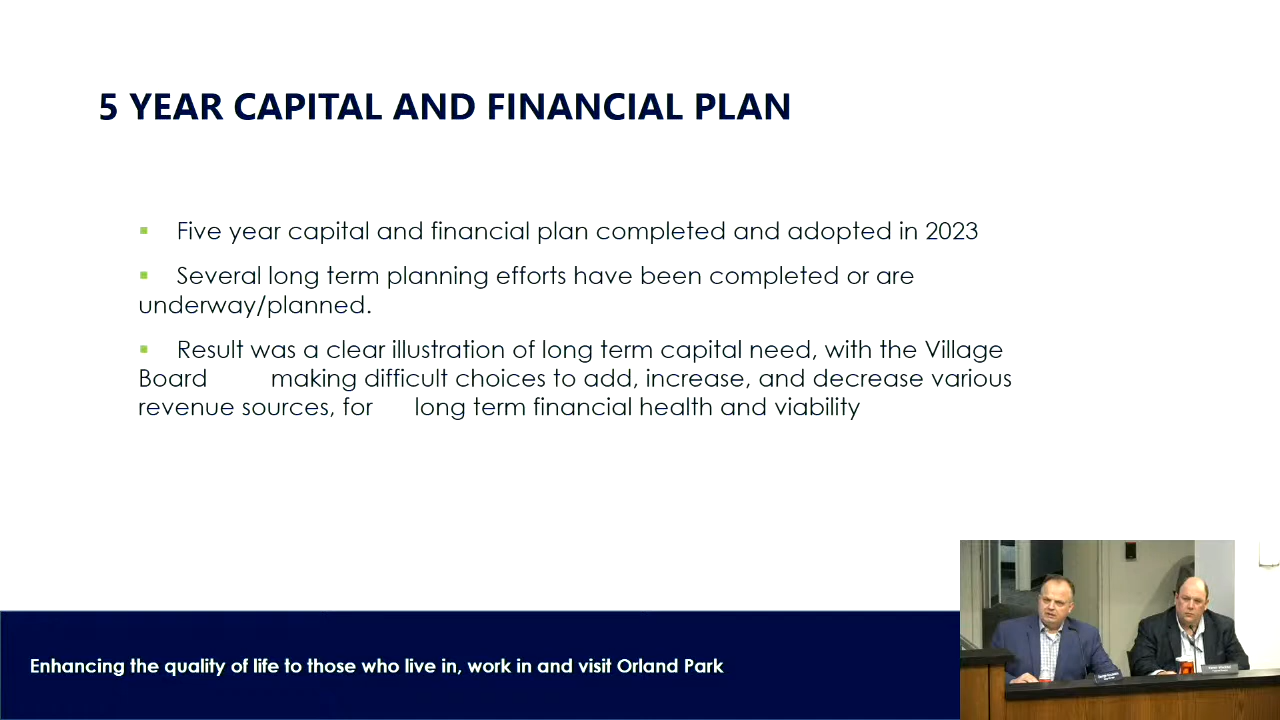 5 YEAR CAPITAL AND FINANCIAL PLAN
▪ Five year capital and financial plan completed and adopted in 2023
▪ Several long term planning efforts have been completed or are
underway/planned.
▪ Result was a clear illustration of long term capital need, with the Village
Board making difficult choices to add, increase, and decrease various
revenue sources, for long term financial health and viability
Enhancing the quality of life to those who live in, work in and visit Orland Park